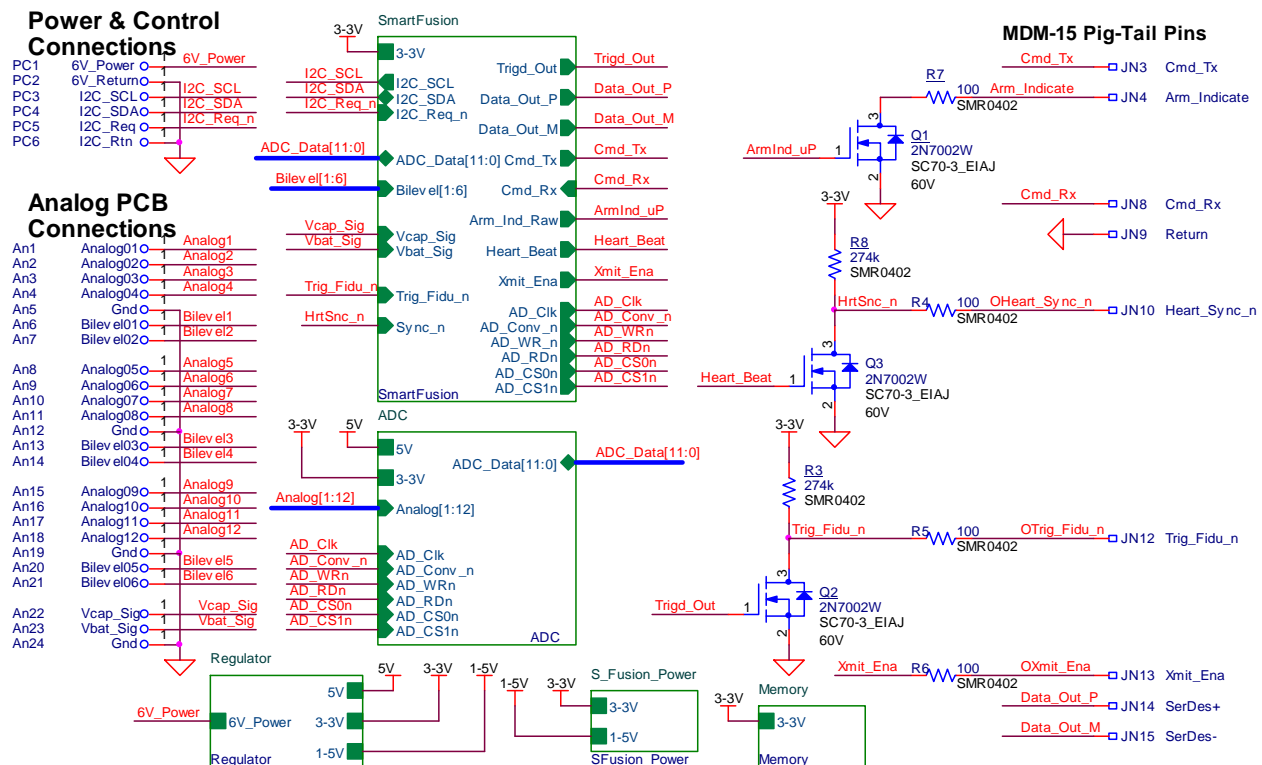 Power & Control
Connections
PC1 6V_Power 1 6V_Power
PC2 6V_Return 1
PC3 I2C_SCL 1 I2C_SCL
PC4 I2C_SDA 1 I2C_SDA
PC5 I2C_Req 1 I2C_Req_n
PC6 I2C_Rtn 1
Analog PCB
Connections
An1 Analog01 1 Analog1
An2 Analog02 1 Analog2
An3 Analog03 1 Analog3
An4 Analog04 1 Analog4
An5 Gnd 1
An6 Bilevel01 1 Bilevel1
An7 Bilevel02 1 Bilevel2
An8 Analog05 1 Analog5
An9 Analog06 1 Analog6
An10 Analog07 1 Analog7
An11 Analog08 1 Analog8
An12 Gnd 1
An13 Bilevel03 1 Bilevel3
An14 Bilevel04 1 Bilevel4
An15 Analog09 1 Analog9
An16 Analog10 1 Analog10
An17 Analog11 1 Analog11
An18 Analog12 1 Analog12
An19 Gnd 1
An20 Bilevel05 1 Bilevel5
An21 Bilevel06 1 Bilevel6
An22 Vcap_Sig 1 Vcap_Sig
An23 Vbat_Sig 1 Vbat_Sig
An24 Gnd 1
SmartFusion
3-3V
3-3V
I2C_SCL I2C_SCL
I2C_SDA I2C_SDA
I2C_Req_n I2C_Req_n
ADC_Data[11:0] ADC_Data[11:0]
Bilevel[1:6] Bilevel[1:6]
Vcap_Sig Vcap_Sig
Vbat_Sig Vbat_Sig
Trig_Fidu_n Trig_Fidu_n
HrtSnc_n Sync_n
Trigd_Out Trigd_Out
Data_Out_P Data_Out_P
Data_Out_M Data_Out_M
Cmd_Tx Cmd_Tx
Cmd_Rx Cmd_Rx
Arm_Ind_Raw ArmInd_uP
Heart_Beat Heart_Beat
Xmit_Ena Xmit_Ena
AD_Clk AD_Clk
AD_Conv_n AD_Conv_n
AD_WR_n AD_WRn
AD_RDn AD_RDn
AD_CS0n AD_CS0n
AD_CS1n AD_CS1n
SmartFusion
ADC
3-3V 5V
5V
3-3V
Analog[1:12] Analog[1:12]
ADC_Data[11:0] ADC_Data[11:0]
AD_Clk AD_Clk
AD_Conv_n AD_Conv_n
AD_WRn AD_WRn
AD_RDn AD_RDn
AD_CS0n AD_CS0n
AD_CS1n AD_CS1n
ADC
Regulator
5V 3-3V 1-5V
5V
6V_Power 6V_Power 3-3V
1-5V
Regulator
S_Fusion_Power
1-5V 3-3V
3-3V
1-5V
SFusion Power
Memory
3-3V
3-3V
Memory
MDM-15 Pig-Tail Pins
Cmd_Tx JN3 Cmd_Tx
R7 100 SMR0402 Arm_Indicate JN4 Arm_Indicate
ArmInd_uP 1 3 2
Q1
2N7002W
SC70-3_EIAJ
60V
Cmd_Rx JN8 Cmd_Rx
JN9 Return
3-3V
R8
274k
SMR0402
HrtSnc_n R4 100 SMR0402 OHeart_Sync_n JN10 Heart_Sync_n
Heart_Beat 1 3 2
Q3
2N7002W
SC70-3_EIAJ
60V
3-3V
R3
274k
SMR0402
Trig_Fidu_n R5 100 SMR0402 OTrig_Fidu_n JN12 Trig_Fidu_n
Trigd_Out 1 3 2
Q2
2N7002W
SC70-3_EIAJ
60V
Xmit_Ena R6 100 SMR0402 OXmit_Ena JN13 Xmit_Ena
Data_Out_P JN14 SerDes+
Data_Out_M JN15 SerDes-